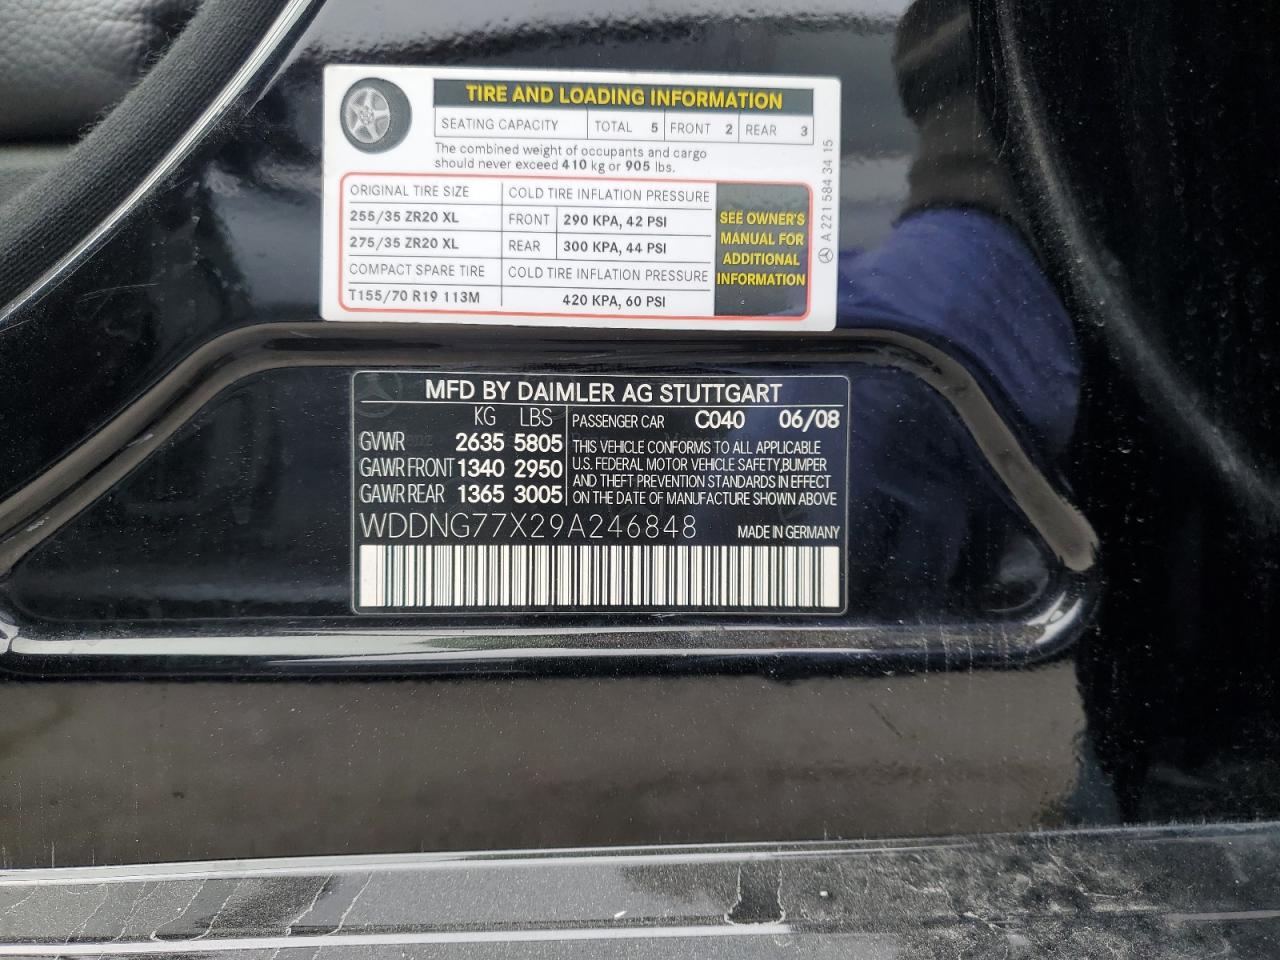 TIRE AND LOADING INFORMATION
SEATING CAPACITY TOTAL 5 FRONT 2 REAR 3
The combined weight of occupants and cargo
should never exceed 410 kg or 905 lbs.
ORIGINAL TIRE SIZE COLD TIRE INFLATION PRESSURE
255/35 ZR20 XL FRONT 290 KPA, 42 PSI
275/35 ZR20 XL REAR 300 KPA, 44 PSI
COMPACT SPARE TIRE COLD TIRE INFLATION PRESSURE
T155/70 R19 113M 420 KPA, 60 PSI
SEE OWNER'S
MANUAL FOR
ADDITIONAL
INFORMATION
A 221 584 34 15
MFD BY DAIMLER AG STUTTGART
KG LBS PASSENGER CAR C040 06/08
GVWR 2635 5805
GAWR FRONT 1340 2950
GAWR REAR 1365 3005
THIS VEHICLE CONFORMS TO ALL APPLICABLE
U.S. FEDERAL MOTOR VEHICLE SAFETY,BUMPER
AND THEFT PREVENTION STANDARDS IN EFFECT
ON THE DATE OF MANUFACTURE SHOWN ABOVE
WDDNG77X29A246848 MADE IN GERMANY